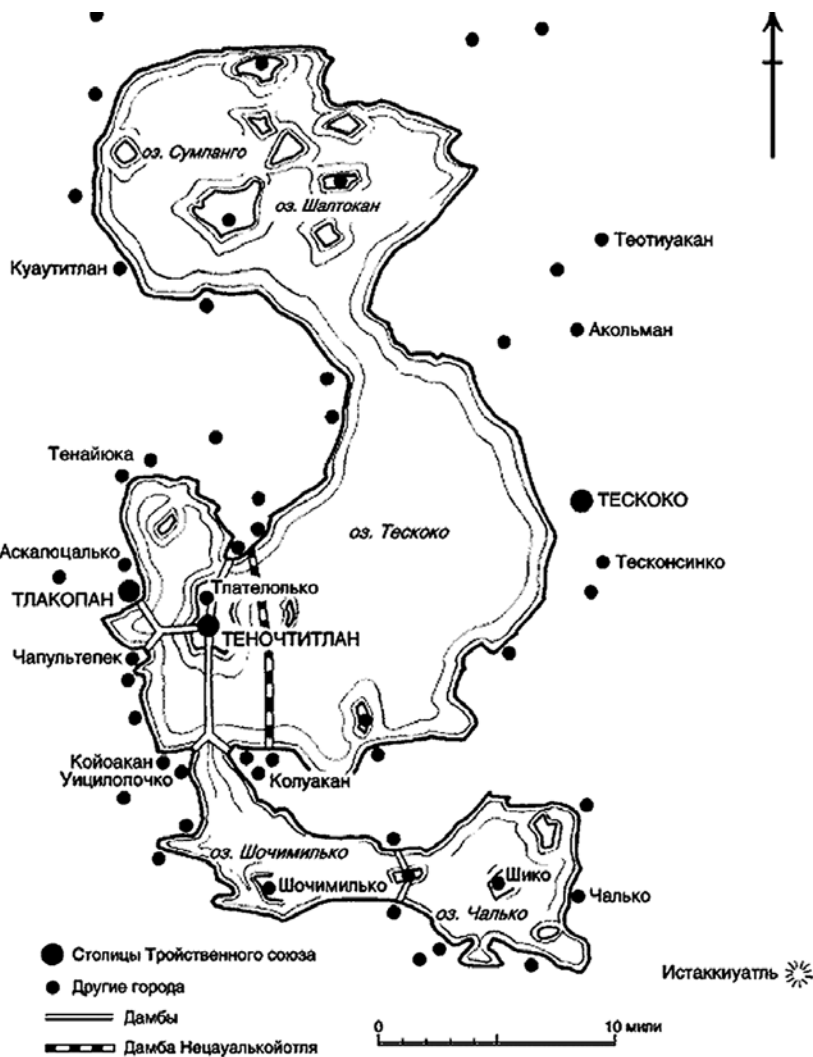 оз. Сумпанго
оз. Шалтокан
Куаутитлан
Теотиуакан
Акольман
Тенайюка
ТЕСКОКО
оз. Тескоко
Аскапоцалько
Тесконсинко
ТЛАКОПАН
Тлателолько
ТЕНОЧТИТЛАН
Чапультепек
Койоакан
Уицилопочко
Колуакан
оз. Шочимилько
Шочимилько
Шико
оз. Чалько
Чалько
Истаккиуатль
Столицы Тройственного союза
Другие города
Дамбы
Дамба Нецауалькойотля
0 10 мили